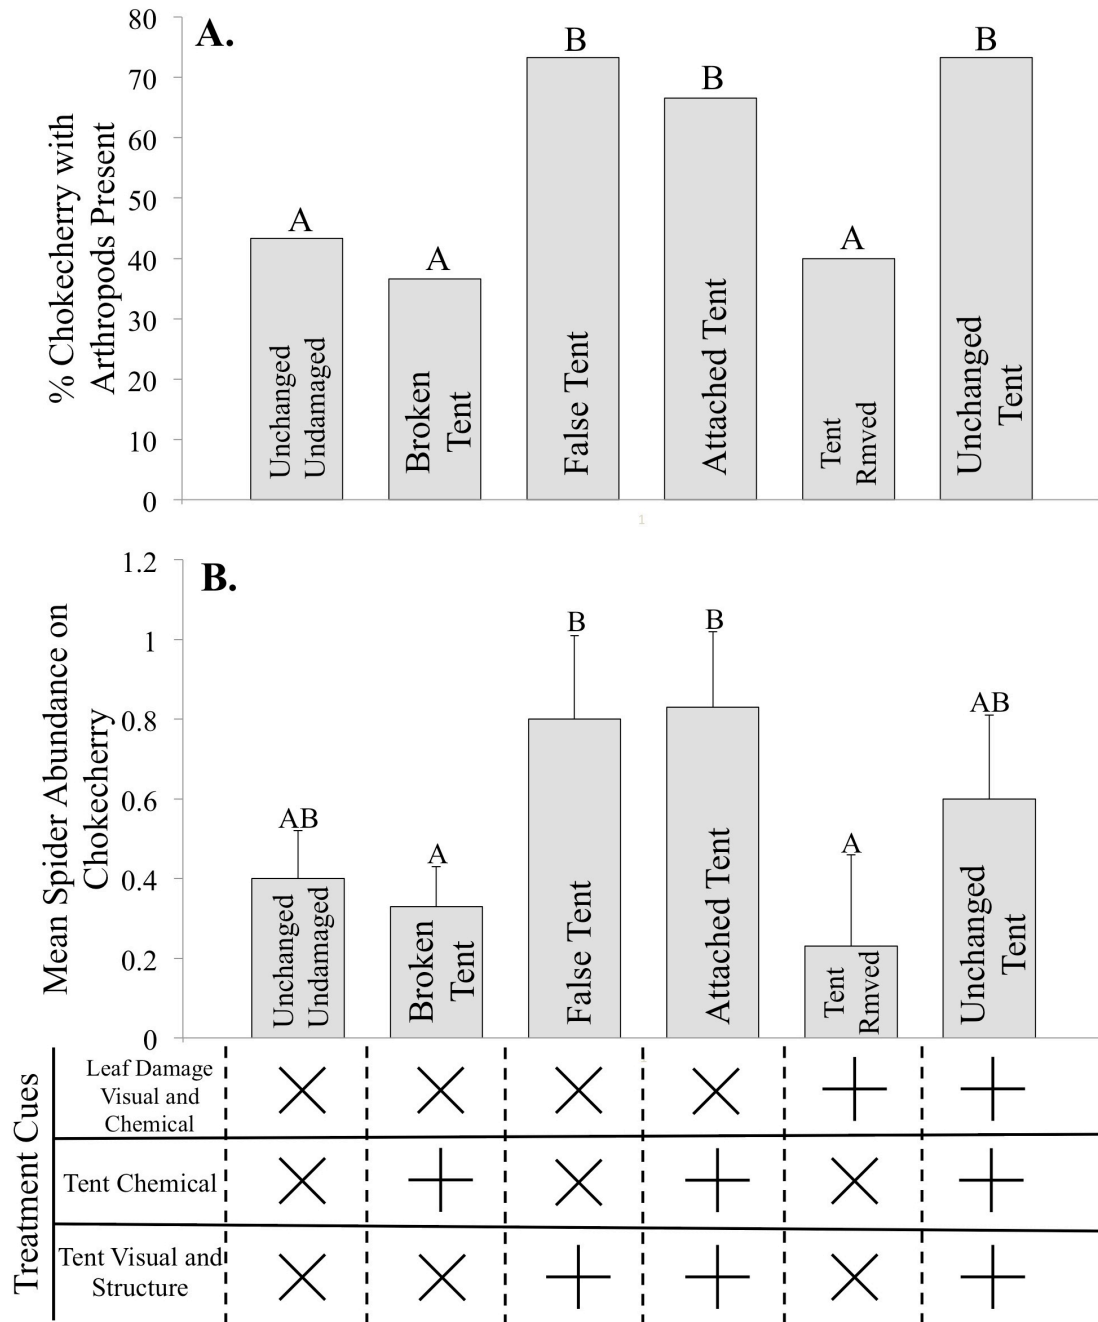 A.
% Chokecherry with
Arthropods Present
80
70
60
50
40
30
20
10
0
A
A
B
B
A
B
Unchanged
Undamaged
Broken
Tent
False Tent
Attached Tent
Tent
Rmved
Unchanged
Tent
1
B.
Mean Spider Abundance on
Chokecherry
1.2
1
0.8
0.6
0.4
0.2
0
AB
A
B
B
A
AB
Unchanged
Undamaged
Broken
Tent
False Tent
Attached Tent
Tent
Rmved
Unchanged
Tent
Treatment Cues
Leaf Damage
Visual and
Chemical
Tent Chemical
Tent Visual and
Structure